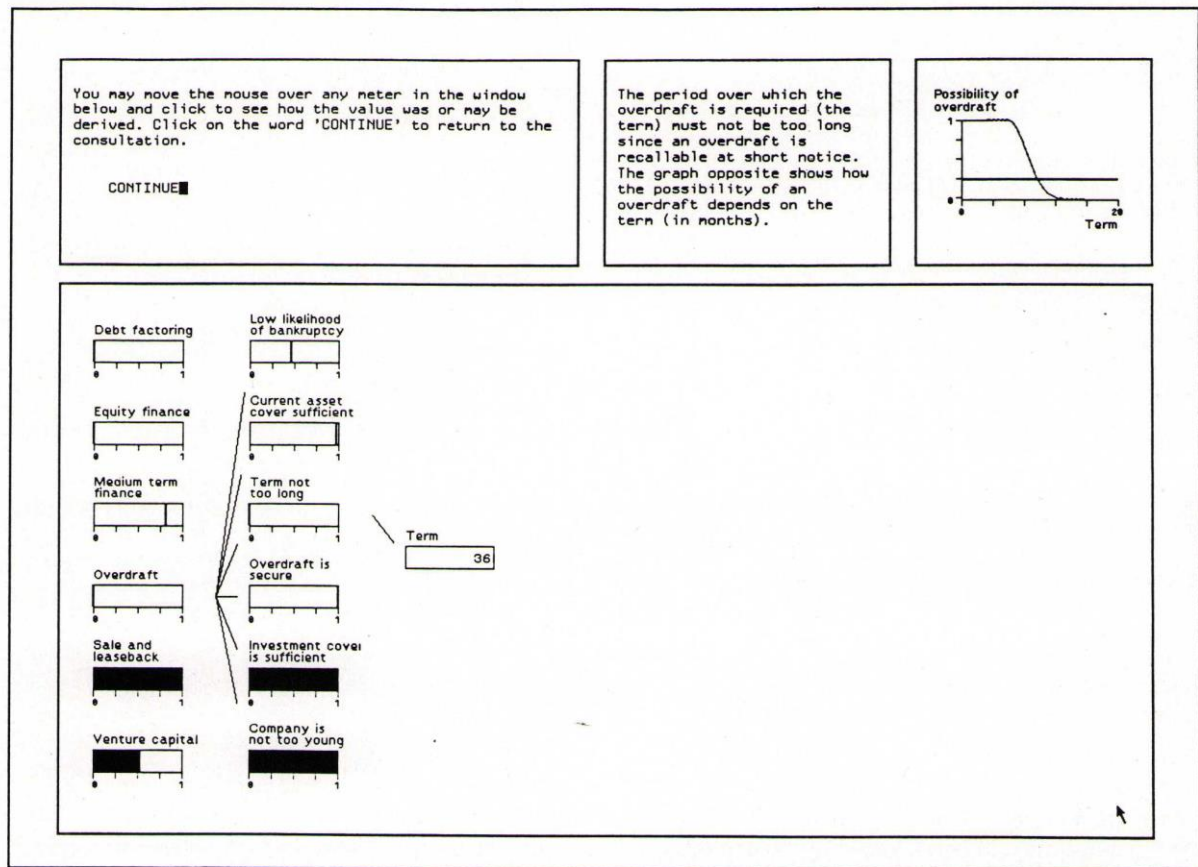 You may move the mouse over any meter in the window
below and click to see how the value was or may be
derived. Click on the word 'CONTINUE' to return to the
consultation.
CONTINUE
The period over which the
overdraft is required (the
term) must not be too long
since an overdraft is
recallable at short notice.
The graph opposite shows how
the possibility of an
overdraft depends on the
term (in months).
Possibility of
overdraft
1
0
0
20
Term
Debt factoring
0 1
Low likelihood
of bankruptcy
0 1
Equity finance
0 1
Current asset
cover sufficient
0 1
Medium term
finance
0 1
Term not
too long
0 1
Term
36
Overdraft
0 1
Overdraft is
secure
0 1
Sale and
leaseback
0 1
Investment cover
is sufficient
0 1
Venture capital
0 1
Company is
not too young
0 1